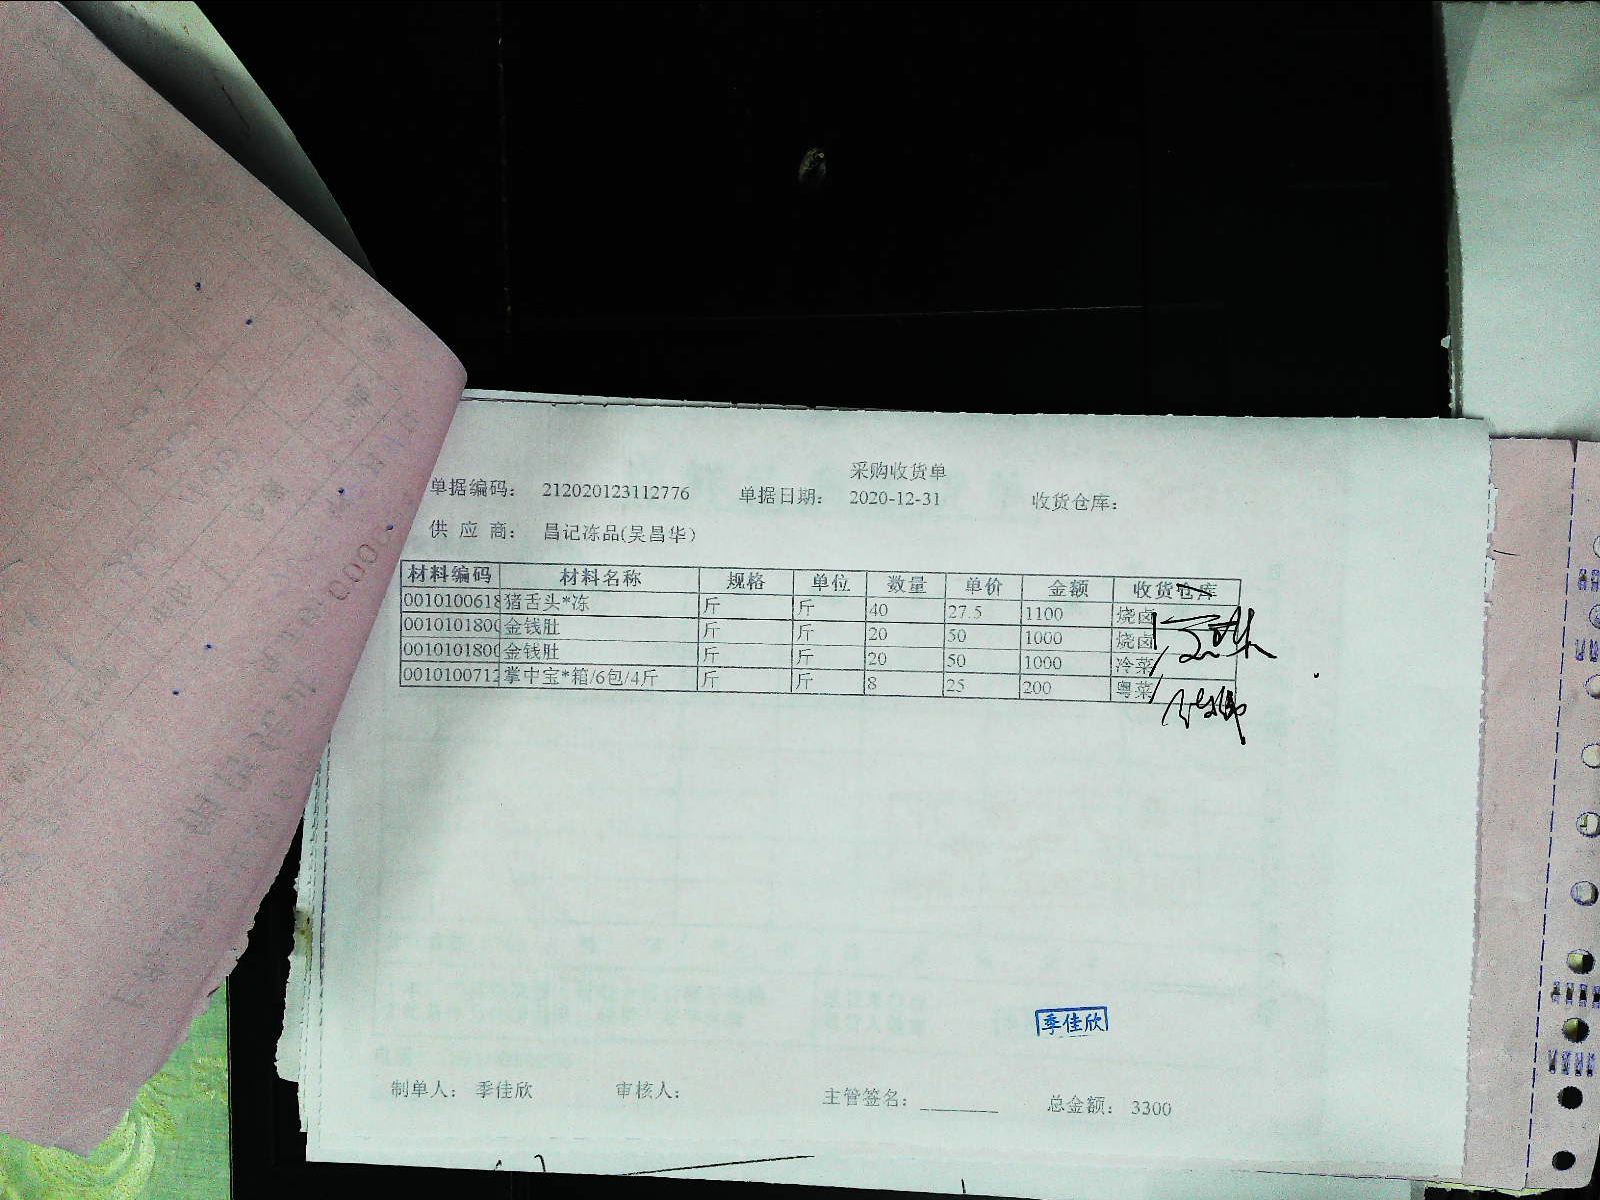 采购收货单
单据编码： 212020123112776 单据日期： 2020-12-31 收货仓库：
供 应 商： 昌记冻品(吴昌华)
材料编码 材料名称 规格 单位 数量 单价 金额 收货仓库
0010100618 猪舌头*冻 斤 斤 40 27.5 1100 烧卤
001010180 金钱肚 斤 斤 20 50 1000 烧卤
001010180 金钱肚 斤 斤 20 50 1000 冷菜
0010100712 掌中宝*箱/6包/4斤 斤 斤 8 25 200 粤菜
季佳欣
制单人： 季佳欣 审核人： 主管签名： 总金额： 3300